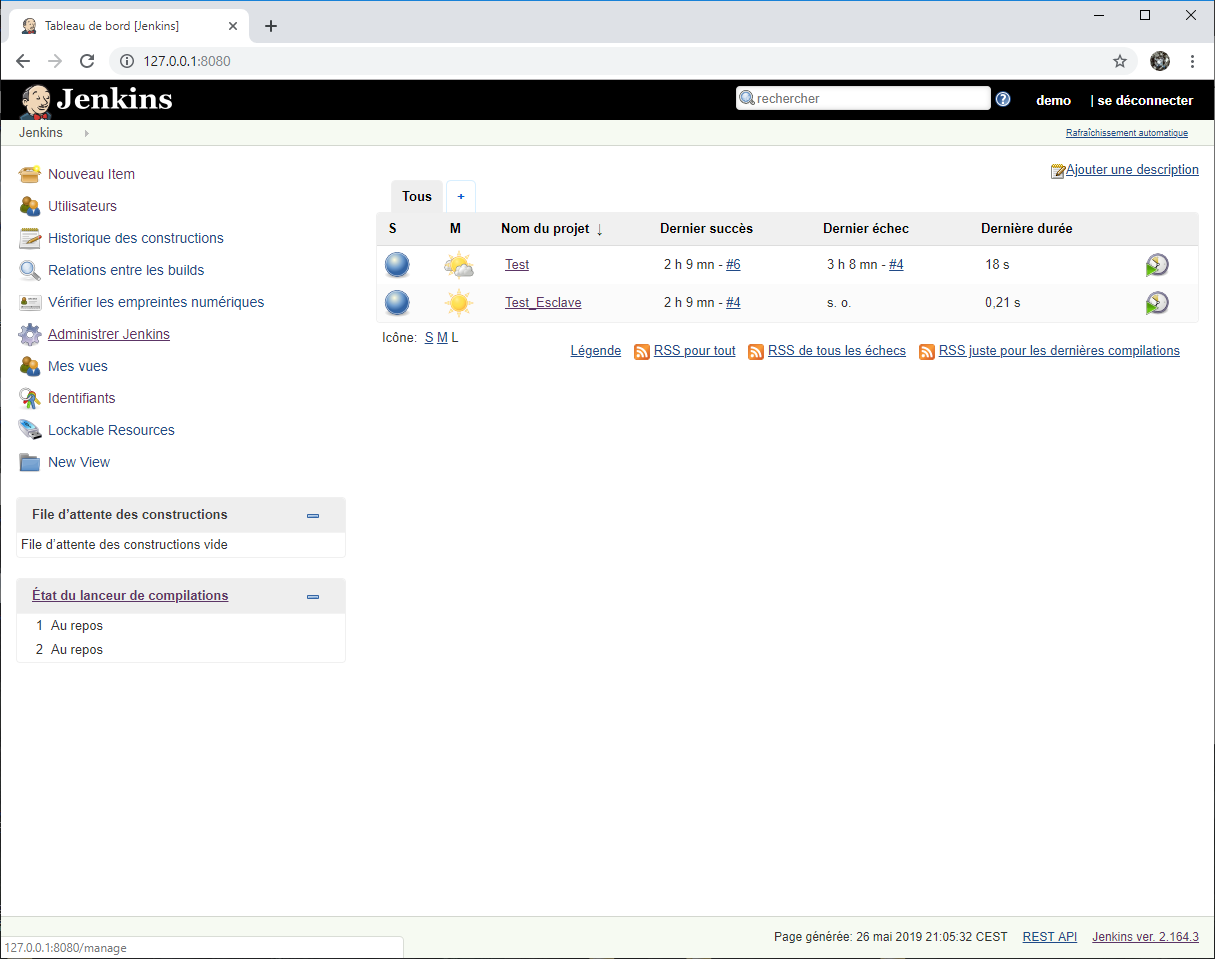 Tableau de bord [Jenkins]
127.0.0.1:8080
Jenkins
rechercher
demo
| se déconnecter
Jenkins
Rafraîchissement automatique
Nouveau Item
Utilisateurs
Historique des constructions
Relations entre les builds
Vérifier les empreintes numériques
Administrer Jenkins
Mes vues
Identifiants
Lockable Resources
New View
File d'attente des constructions
File d'attente des constructions vide
État du lanceur de compilations
1 Au repos
2 Au repos
Ajouter une description
Tous +
S M Nom du projet ↓ Dernier succès Dernier échec Dernière durée
Test 2 h 9 mn - #6 3 h 8 mn - #4 18 s
Test_Esclave 2 h 9 mn - #4 s. o. 0,21 s
Icône: S M L
Légende RSS pour tout RSS de tous les échecs RSS juste pour les dernières compilations
Page générée: 26 mai 2019 21:05:32 CEST REST API Jenkins ver. 2.164.3
127.0.0.1:8080/manage